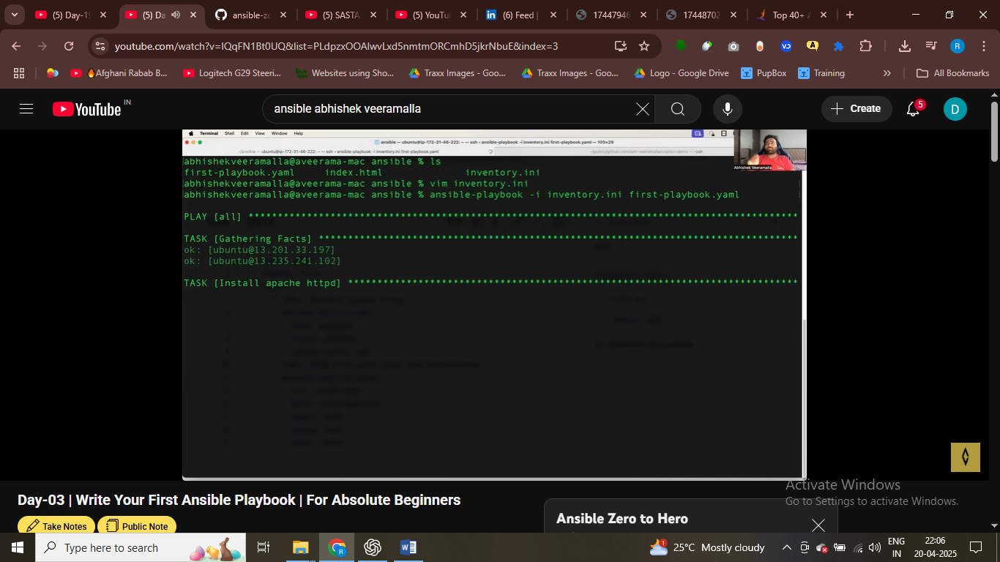 (5) Day-19
(5) Da
ansible-ze
(5) SASTA
(5) YouTu
(6) Feed |
17447946
17448702
Top 40+ A
youtube.com/watch?v=IQqFN1Bt0UQ&list=PLdpzxOOAlwvLxd5nmtmORCmhD5jkrNbuE&index=3
R
🔥Afghani Rabab B...
Logitech G29 Steeri...
Websites using Sho...
Traxx Images - Goo...
Traxx Images - Goo...
Logo - Google Drive
PupBox
Training
»
All Bookmarks
YouTube IN
ansible abhishek veeramalla
Create
5
D
Terminal Shell Edit View Window Help
ansible — ubuntu@ip-172-31-46-222: ~ — ssh - ansible-playbook -i inventory.ini first-playbook.yaml — 105×29
abhishekveeramalla@aveerama-mac ansible % ls
first-playbook.yaml index.html inventory.ini
abhishekveeramalla@aveerama-mac ansible % vim inventory.ini
abhishekveeramalla@aveerama-mac ansible % ansible-playbook -i inventory.ini first-playbook.yaml
PLAY [all] ******************************************************************************************
TASK [Gathering Facts] ******************************************************************************
ok: [ubuntu@13.201.33.197]
ok: [ubuntu@13.235.241.102]
TASK [Install apache httpd] *************************************************************************
Abhishek Veeramalla
Day-03 | Write Your First Ansible Playbook | For Absolute Beginners
Take Notes
Public Note
Ansible Zero to Hero
Activate Windows
Go to Settings to activate Windows.
Type here to search
1
25°C Mostly cloudy
ENG
IN
22:06
20-04-2025